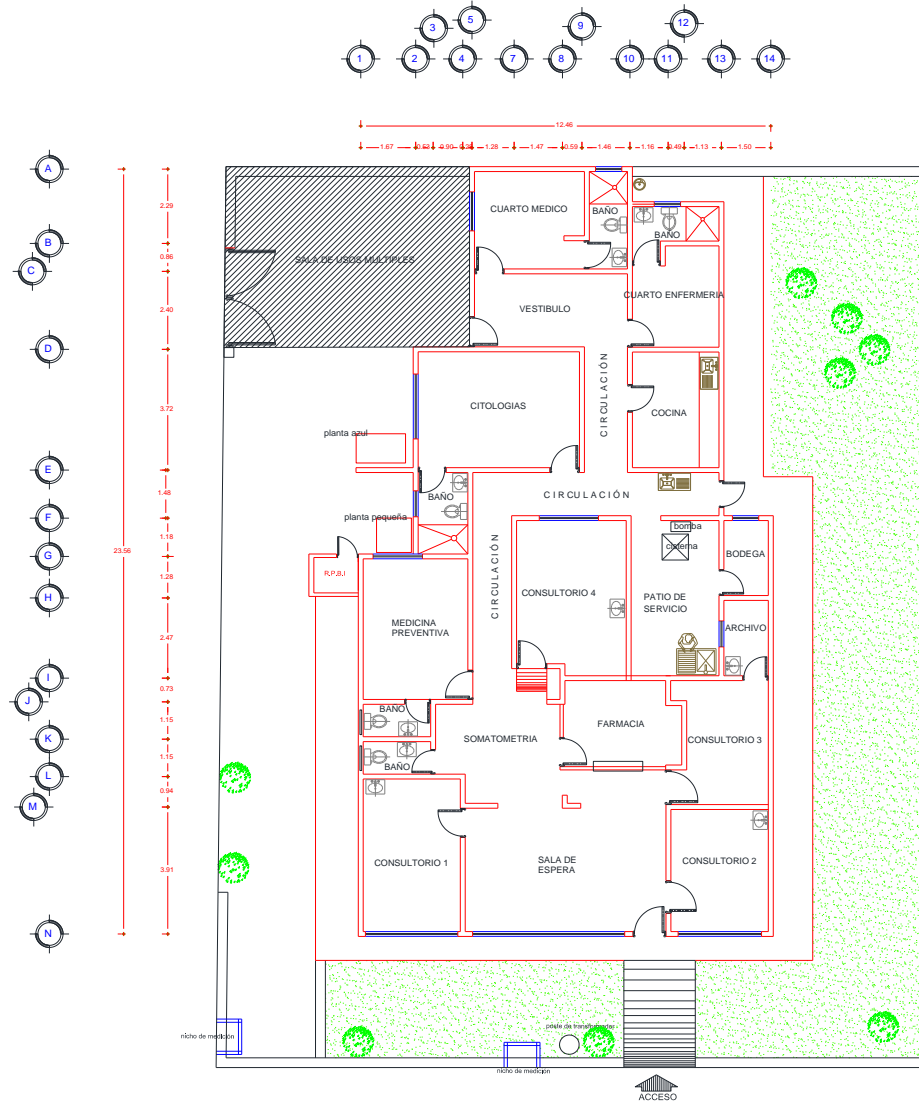 5
3
9
12
1
2
4
7
8
10
11
13
14
12.46
1.67
0.53
0.90
0.36
1.28
1.47
0.59
1.46
1.16
0.49
1.13
1.50
A
B
C
D
E
F
G
H
I
J
K
L
M
N
23.56
2.29
0.86
2.40
3.72
1.48
1.18
1.28
2.47
0.73
1.15
1.15
0.94
3.91
CUARTO MEDICO
BAÑO
BAÑO
SALA DE USOS MULTIPLES
VESTIBULO
CUARTO ENFERMERIA
CIRCULACIÓN
CITOLOGIAS
COCINA
planta azul
BAÑO
CIRCULACIÓN
planta pequeña
bomba
cisterna
BODEGA
R.P.B.I
CIRCULACIÓN
CONSULTORIO 4
PATIO DE
SERVICIO
MEDICINA
PREVENTIVA
ARCHIVO
BAÑO
SOMATOMETRIA
FARMACIA
CONSULTORIO 3
BAÑO
CONSULTORIO 1
SALA DE
ESPERA
CONSULTORIO 2
nicho de medición
poste de transformador
nicho de medición
ACCESO